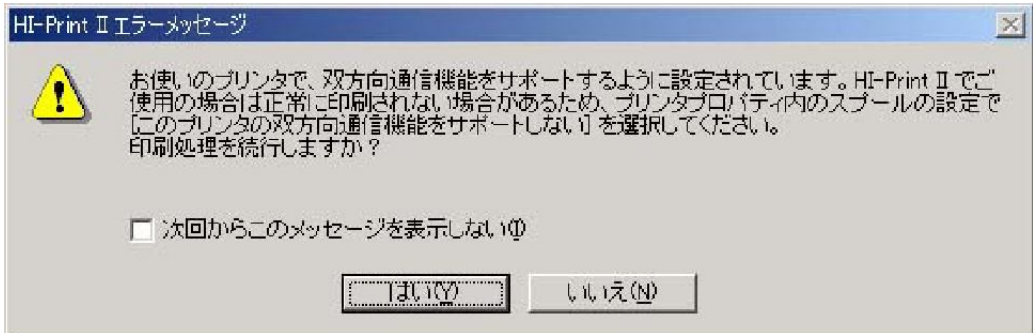 HI-Print Ⅱ エラーメッセージ
お使いのプリンタで、双方向通信機能をサポートするように設定されています。HI-Print Ⅱ でご
使用の場合は正常に印刷されない場合があるため、プリンタプロパティ内のスプールの設定で
[このプリンタの双方向通信機能をサポートしない] を選択してください。
印刷処理を続行しますか？
次回からこのメッセージを表示しない(I)
はい(Y) いいえ(N)